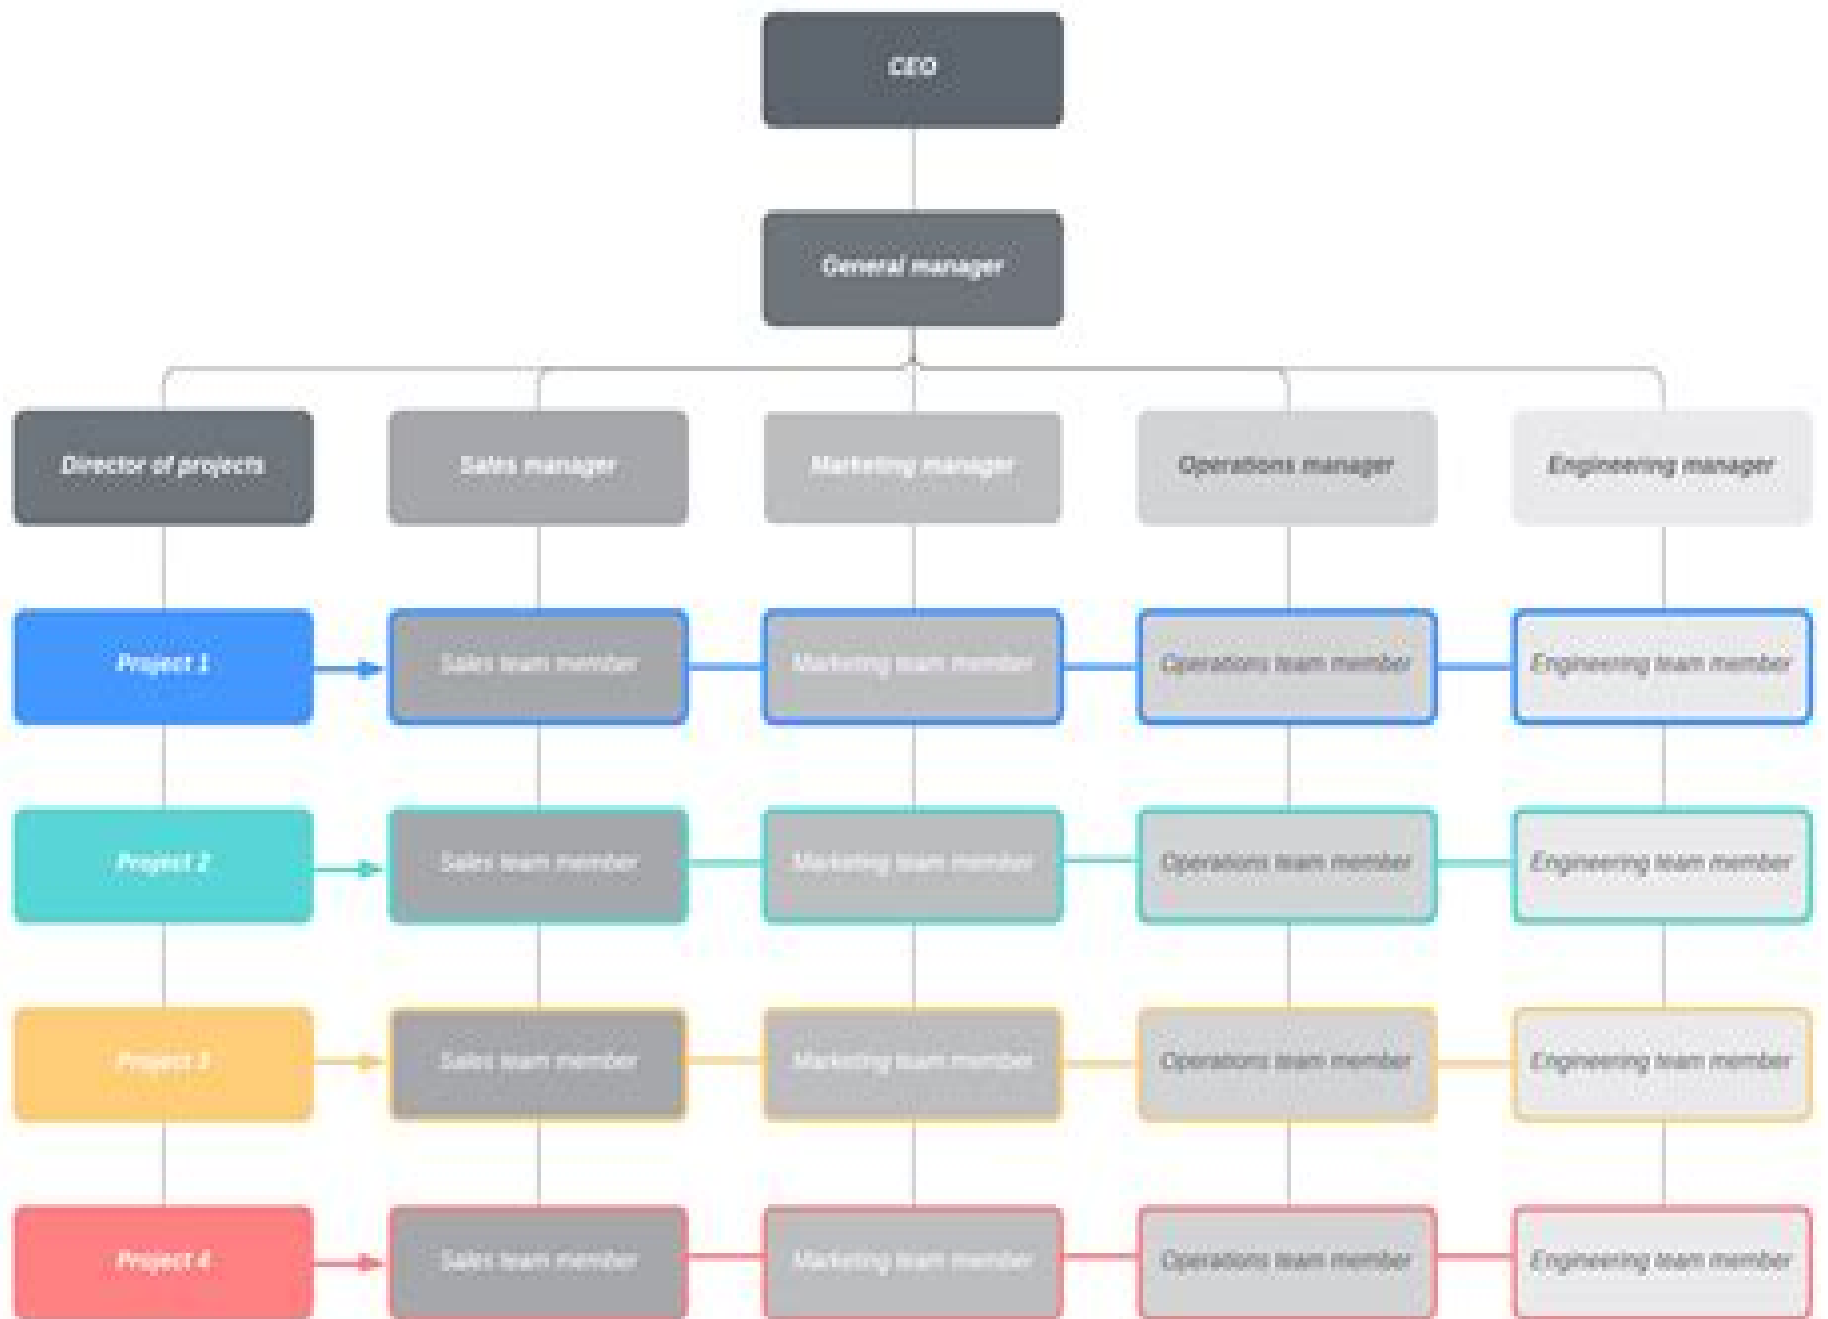 CEO
General manager
Director of projects
Sales manager
Marketing manager
Operations manager
Engineering manager
Project 1
Sales team member
Marketing team member
Operations team member
Engineering team member
Project 2
Sales team member
Marketing team member
Operations team member
Engineering team member
Project 3
Sales team member
Marketing team member
Operations team member
Engineering team member
Project 4
Sales team member
Marketing team member
Operations team member
Engineering team member